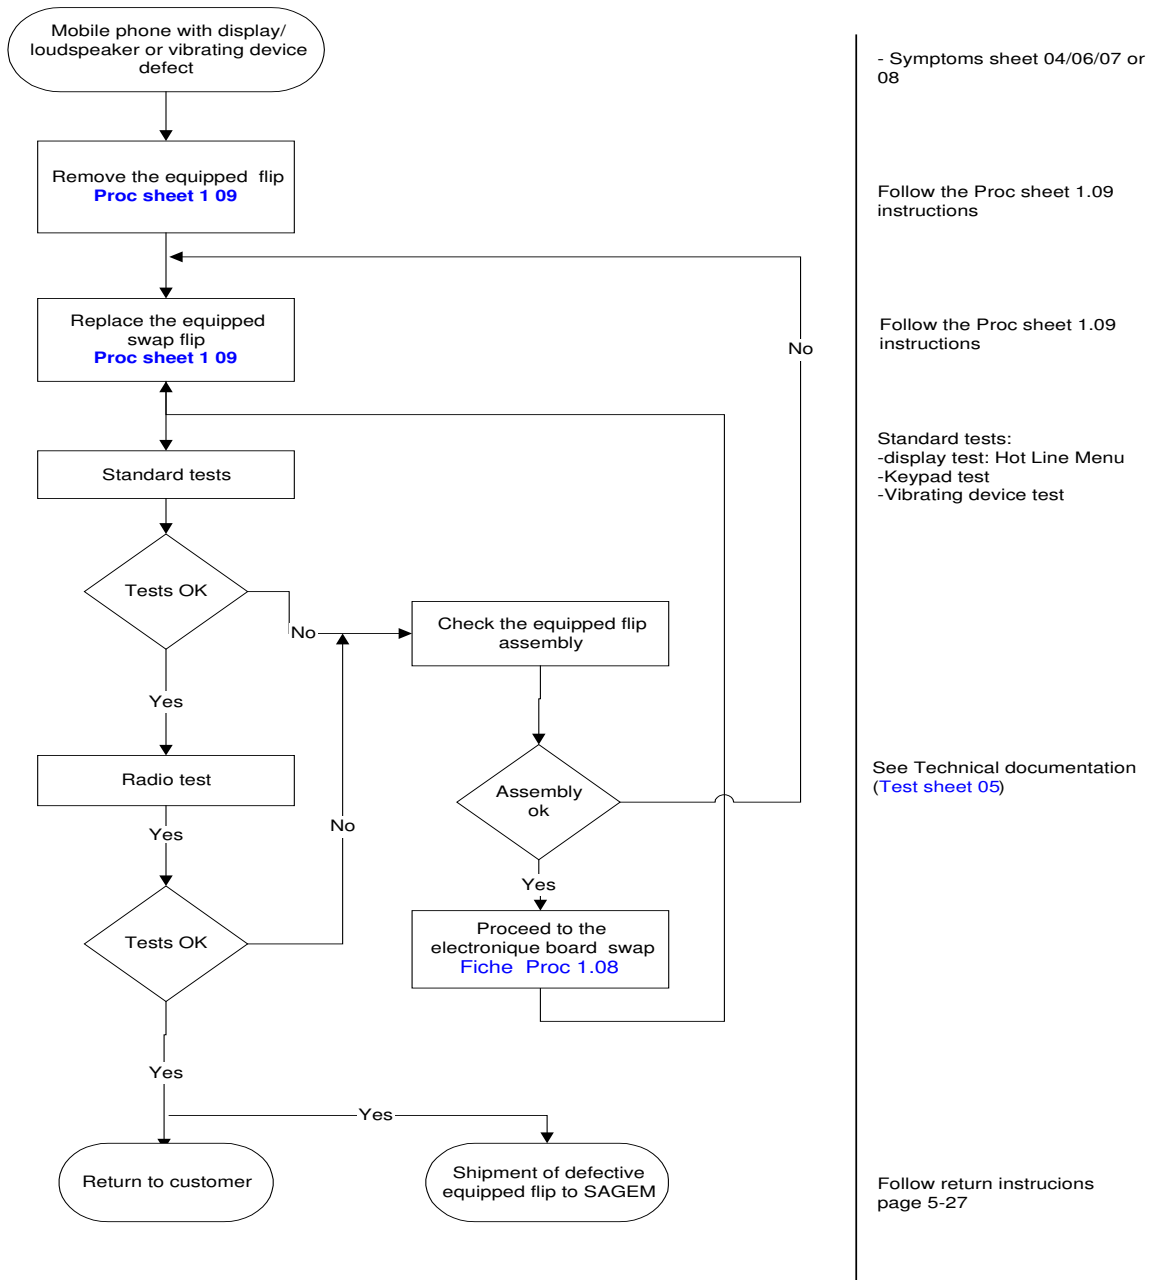 Mobile phone with display/
loudspeaker or vibrating device
defect
- Symptoms sheet 04/06/07 or
08
Remove the equipped flip
Proc sheet 1 09
Follow the Proc sheet 1.09
instructions
Replace the equipped
swap flip
Proc sheet 1 09
Follow the Proc sheet 1.09
instructions
No
Standard tests
Standard tests:
-display test: Hot Line Menu
-Keypad test
-Vibrating device test
Tests OK
No
Check the equipped flip
assembly
Yes
Radio test
See Technical documentation
(Test sheet 05)
Assembly
ok
Yes
No
Yes
Tests OK
Proceed to the
electronique board swap
Fiche Proc 1.08
Yes
Yes
Return to customer
Shipment of defective
equipped flip to SAGEM
Follow return instrucions
page 5-27